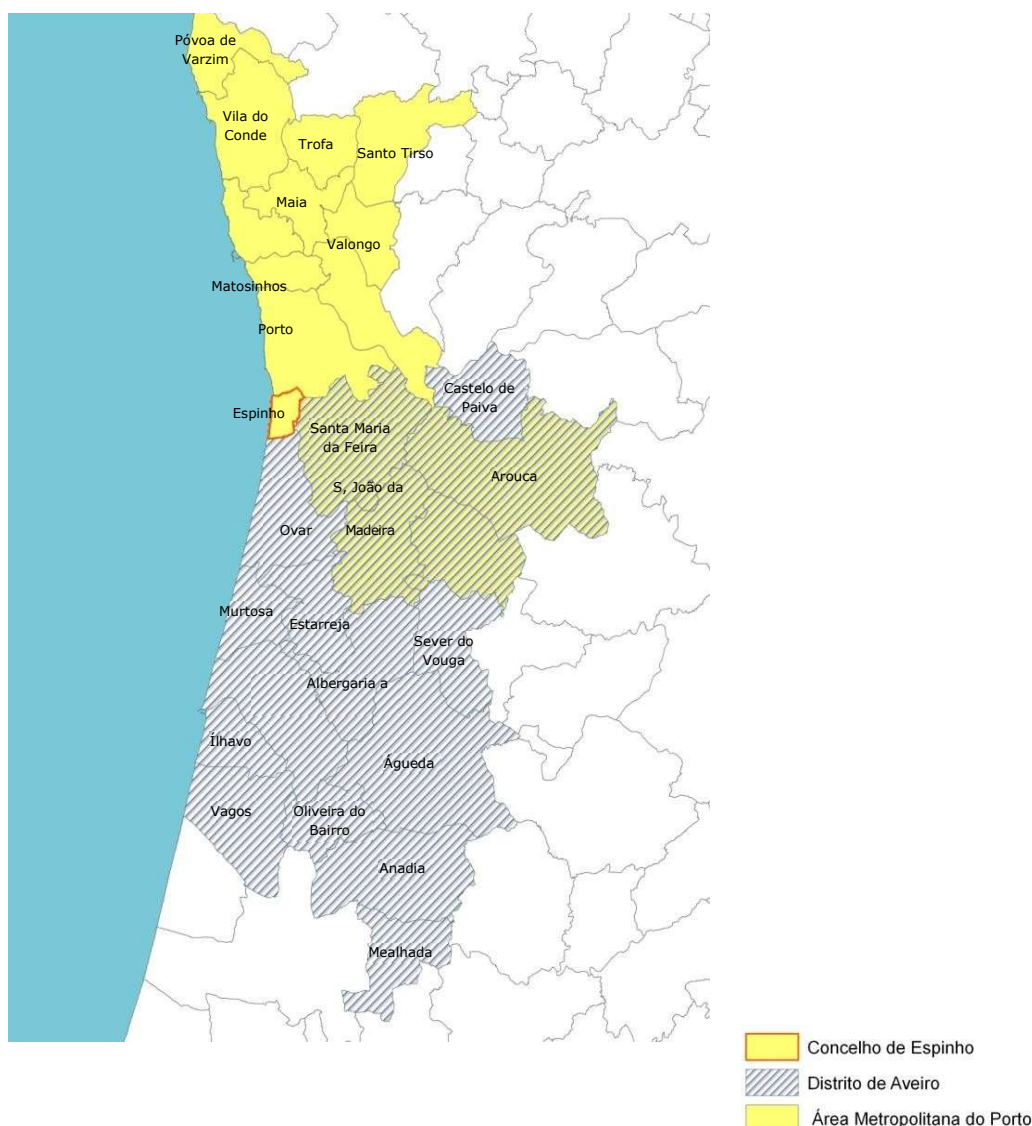 Póvoa de
Varzim
Vila do
Conde
Trofa
Santo Tirso
Maia
Valongo
Matosinhos
Porto
Castelo de
Paiva
Espinho
Santa Maria
da Feira
Arouca
S, João da
Ovar
Madeira
Murtosa
Estarreja
Sever do
Vouga
Albergaria a
Ílhavo
Águeda
Vagos
Oliveira do
Bairro
Anadia
Mealhada
Concelho de Espinho
Distrito de Aveiro
Área Metropolitana do Porto